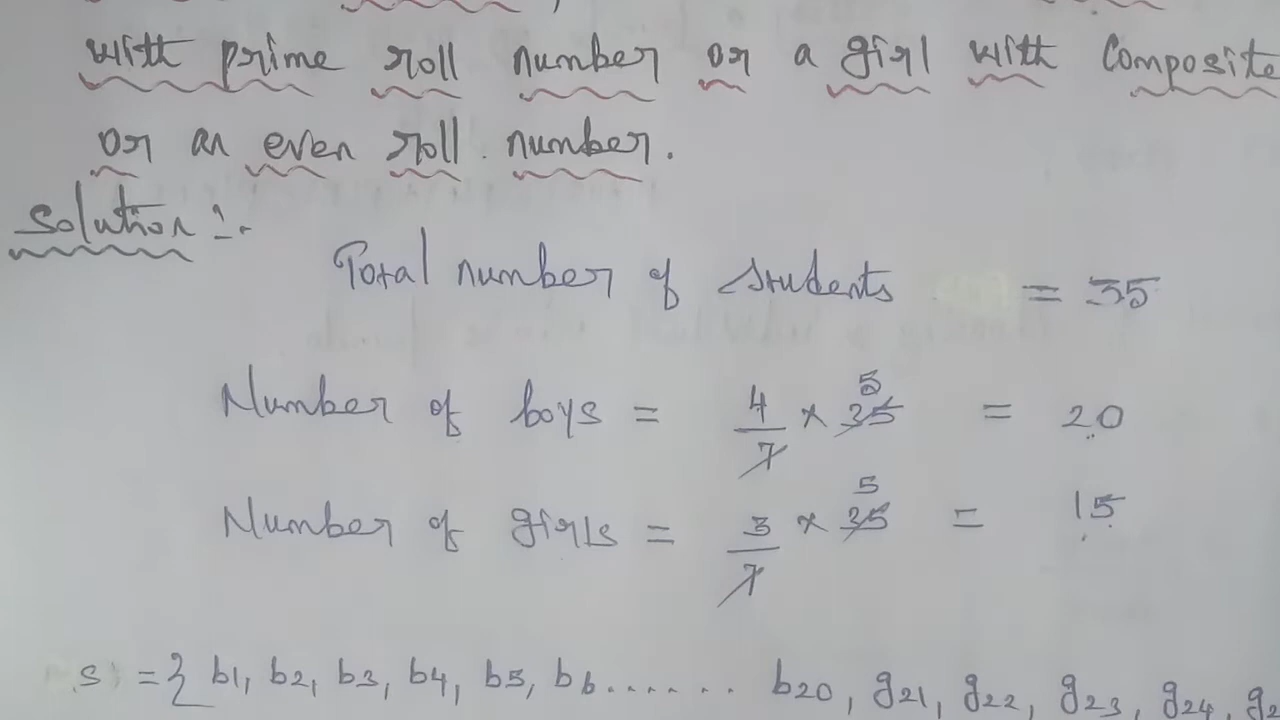 with prime roll number or a girl with Composite
or an even roll number.
Solution :-
Total number of students = 35
Number of boys = 4/7 × 35 5 = 20
Number of girls = 3/7 × 35 5 = 15
S = { b1, b2, b3, b4, b5, b6....... b20, g21, g22, g23, g24,